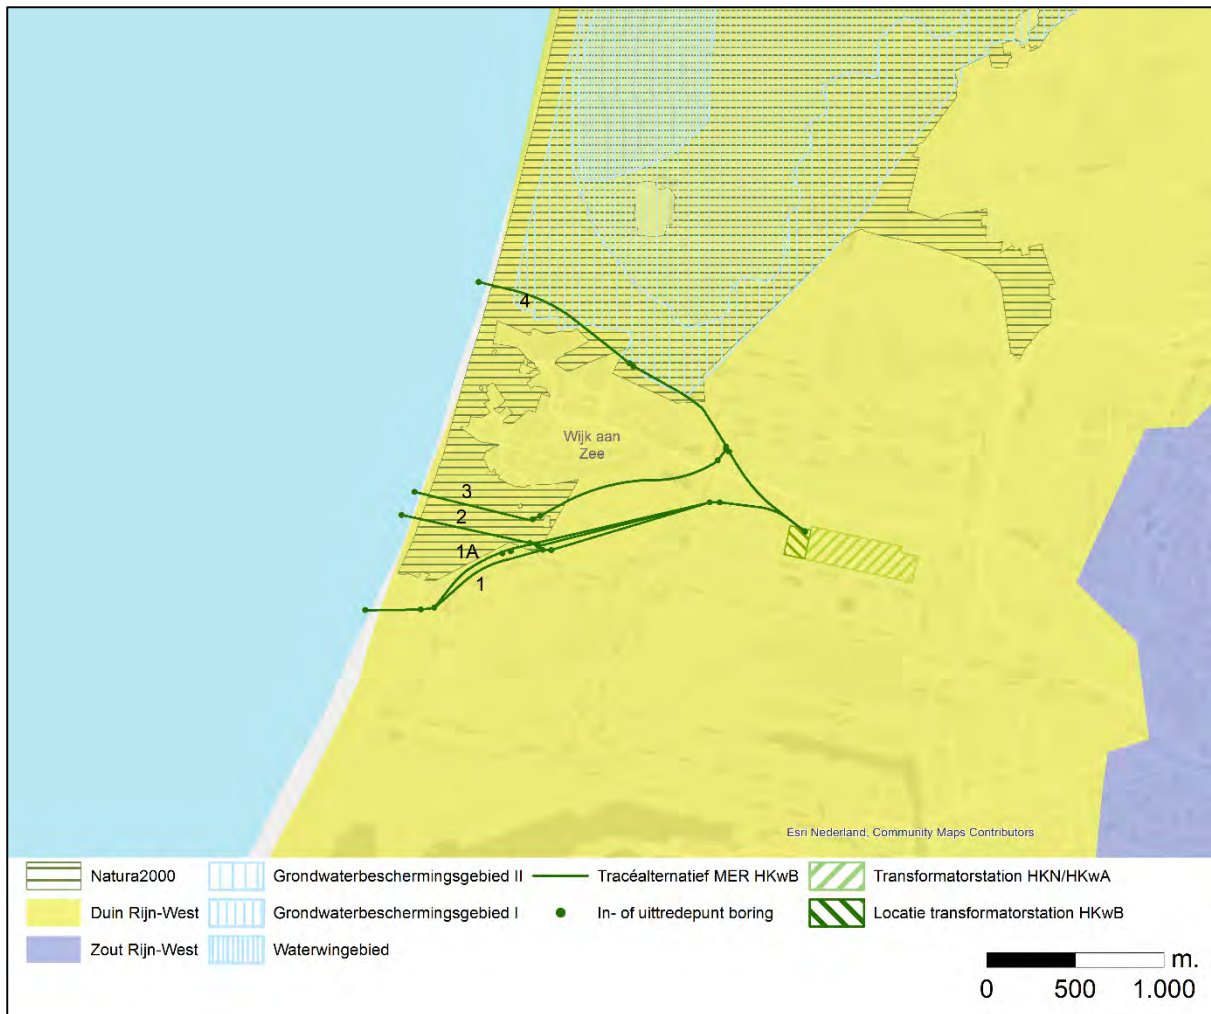 4
Wijk aan
Zee
3
2
1A
1
Esri Nederland, Community Maps Contributors
Natura2000
Grondwaterbeschermingsgebied II
Tracéalternatief MER HKwB
Transformatorstation HKN/HKwA
Duin Rijn-West
Grondwaterbeschermingsgebied I
In- of uittredepunt boring
Locatie transformatorstation HKwB
Zout Rijn-West
Waterwingebied
m.
0 500 1.000